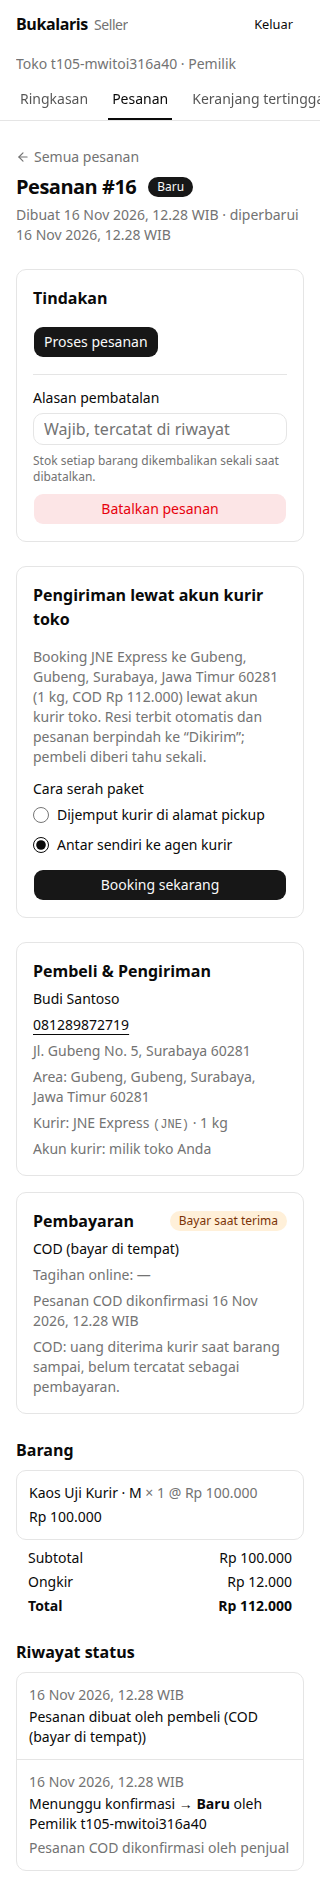 Bukalaris Seller
Keluar
Toko t105-mwitoi316a40 · Pemilik
Ringkasan
Pesanan
Keranjang tertingga
← Semua pesanan
Pesanan #16
Baru
Dibuat 16 Nov 2026, 12.28 WIB · diperbarui
16 Nov 2026, 12.28 WIB
Tindakan
Proses pesanan
Alasan pembatalan
Wajib, tercatat di riwayat
Stok setiap barang dikembalikan sekali saat
dibatalkan.
Batalkan pesanan
Pengiriman lewat akun kurir
toko
Booking JNE Express ke Gubeng,
Gubeng, Surabaya, Jawa Timur 60281
(1 kg, COD Rp 112.000) lewat akun
kurir toko. Resi terbit otomatis dan
pesanan berpindah ke “Dikirim”;
pembeli diberi tahu sekali.
Cara serah paket
Dijemput kurir di alamat pickup
Antar sendiri ke agen kurir
Booking sekarang
Pembeli & Pengiriman
Budi Santoso
081289872719
Jl. Gubeng No. 5, Surabaya 60281
Area: Gubeng, Gubeng, Surabaya,
Jawa Timur 60281
Kurir: JNE Express (JNE) · 1 kg
Akun kurir: milik toko Anda
Pembayaran
Bayar saat terima
COD (bayar di tempat)
Tagihan online: —
Pesanan COD dikonfirmasi 16 Nov
2026, 12.28 WIB
COD: uang diterima kurir saat barang
sampai, belum tercatat sebagai
pembayaran.
Barang
Kaos Uji Kurir · M × 1 @ Rp 100.000
Rp 100.000
Subtotal Rp 100.000
Ongkir Rp 12.000
Total Rp 112.000
Riwayat status
16 Nov 2026, 12.28 WIB
Pesanan dibuat oleh pembeli (COD
(bayar di tempat))
16 Nov 2026, 12.28 WIB
Menunggu konfirmasi → Baru oleh
Pemilik t105-mwitoi316a40
Pesanan COD dikonfirmasi oleh penjual